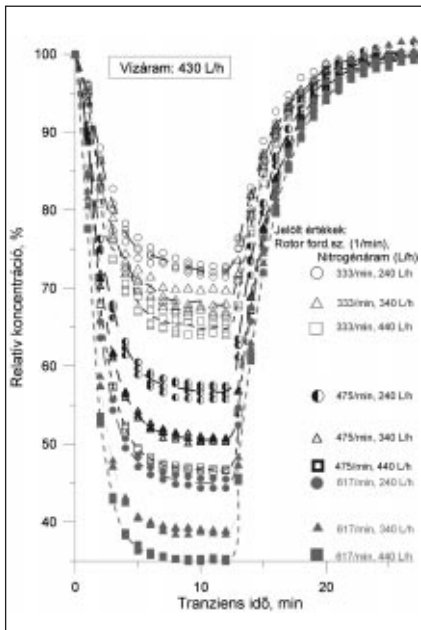 Vízáram: 430 L/h
Relatív koncentráció, %
100
90
80
70
60
50
40
Jelölt értékek:
Rotor ford.sz. (1/min),
Nitrogénáram (L/h)
333/min, 240 L/h
333/min, 340 L/h
333/min, 440 L/h
475/min, 240 L/h
475/min, 340 L/h
475/min, 440 L/h
617/min, 240 L/h
617/min, 340 L/h
617/min, 440 L/h
0
10
20
Tranziens idő, min